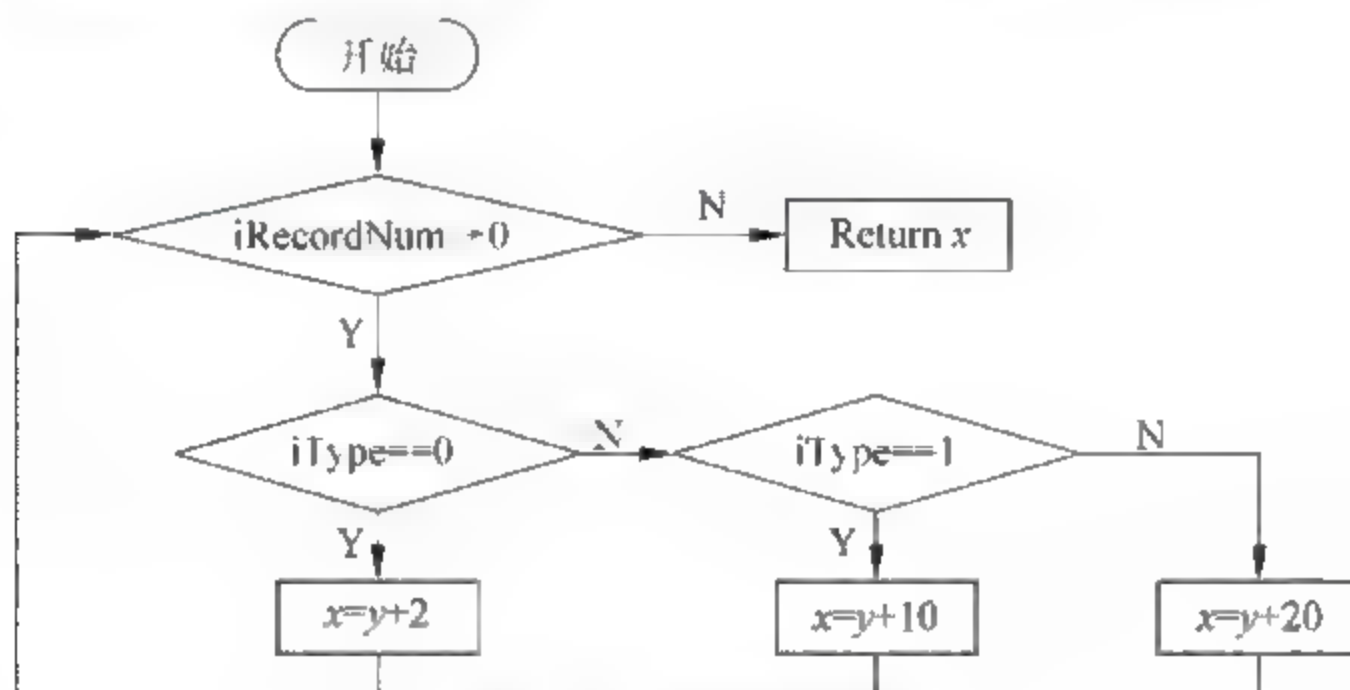 开始
iRecordNum 0
N
Return x
Y
iType==0
N
iType==1
N
Y
Y
x=y+2
x=y+10
x=y+20